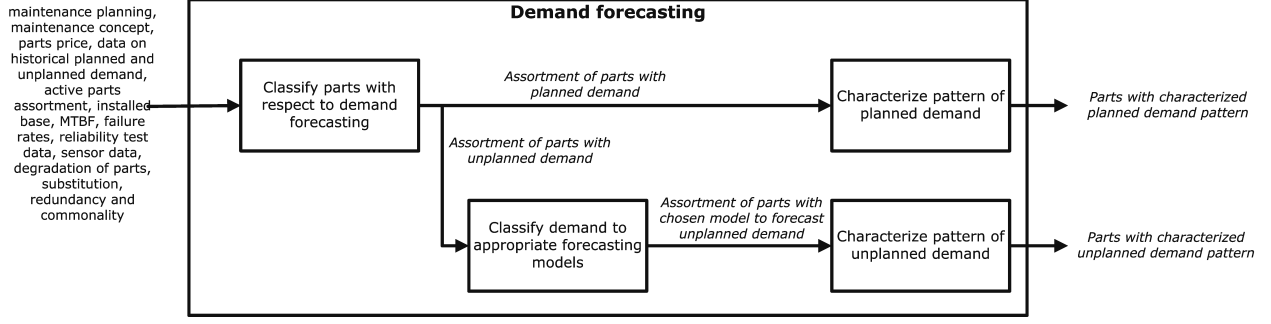 maintenance planning,
maintenance concept,
parts price, data on
historical planned and
unplanned demand,
active parts
assortment, installed
base, MTBF, failure
rates, reliability test
data, sensor data,
degradation of parts,
substitution,
redundancy and
commonality
Demand forecasting
Classify parts with
respect to demand
forecasting
Assortment of parts with
planned demand
Characterize pattern of
planned demand
Parts with characterized
planned demand pattern
Assortment of parts with
unplanned demand
Classify demand to
appropriate forecasting
models
Assortment of parts with
chosen model to forecast
unplanned demand
Characterize pattern of
unplanned demand
Parts with characterized
unplanned demand pattern